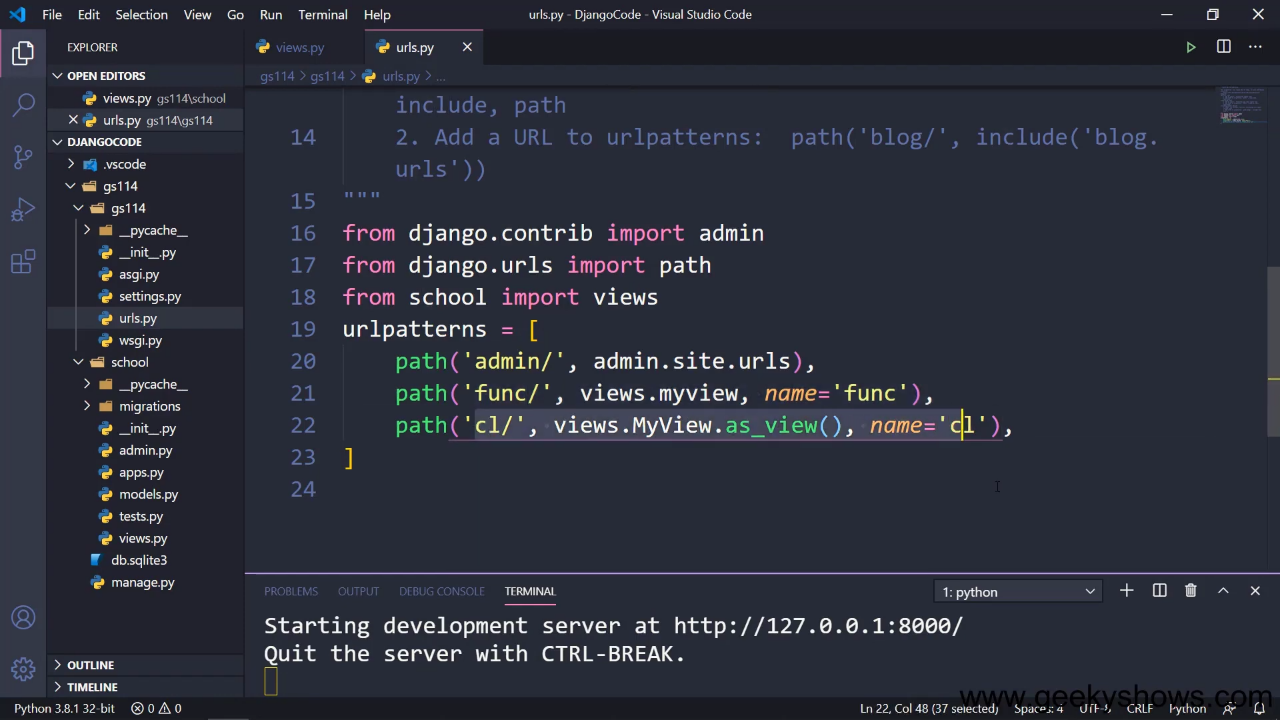 File Edit Selection View Go Run Terminal Help urls.py - DjangoCode - Visual Studio Code
EXPLORER
OPEN EDITORS
views.py gs114\school
urls.py gs114\gs114
DJANGOCODE
.vscode
gs114
gs114
__pycache__
__init__.py
asgi.py
settings.py
urls.py
wsgi.py
school
__pycache__
migrations
__init__.py
admin.py
apps.py
models.py
tests.py
views.py
db.sqlite3
manage.py
OUTLINE
TIMELINE
views.py urls.py
gs114 > gs114 > urls.py > ...
include, path
14 2. Add a URL to urlpatterns:  path('blog/', include('blog.
urls'))
15 """
16 from django.contrib import admin
17 from django.urls import path
18 from school import views
19 urlpatterns = [
20 path('admin/', admin.site.urls),
21 path('func/', views.myview, name='func'),
22 path('cl/', views.MyView.as_view(), name='cl'),
23 ]
24
PROBLEMS OUTPUT DEBUG CONSOLE TERMINAL 1: python
Starting development server at http://127.0.0.1:8000/
Quit the server with CTRL-BREAK.
www.geekyshows.com
Python 3.8.1 32-bit 0 0 Ln 22, Col 48 (37 selected) Spaces: 4 UTF-8 CRLF Python